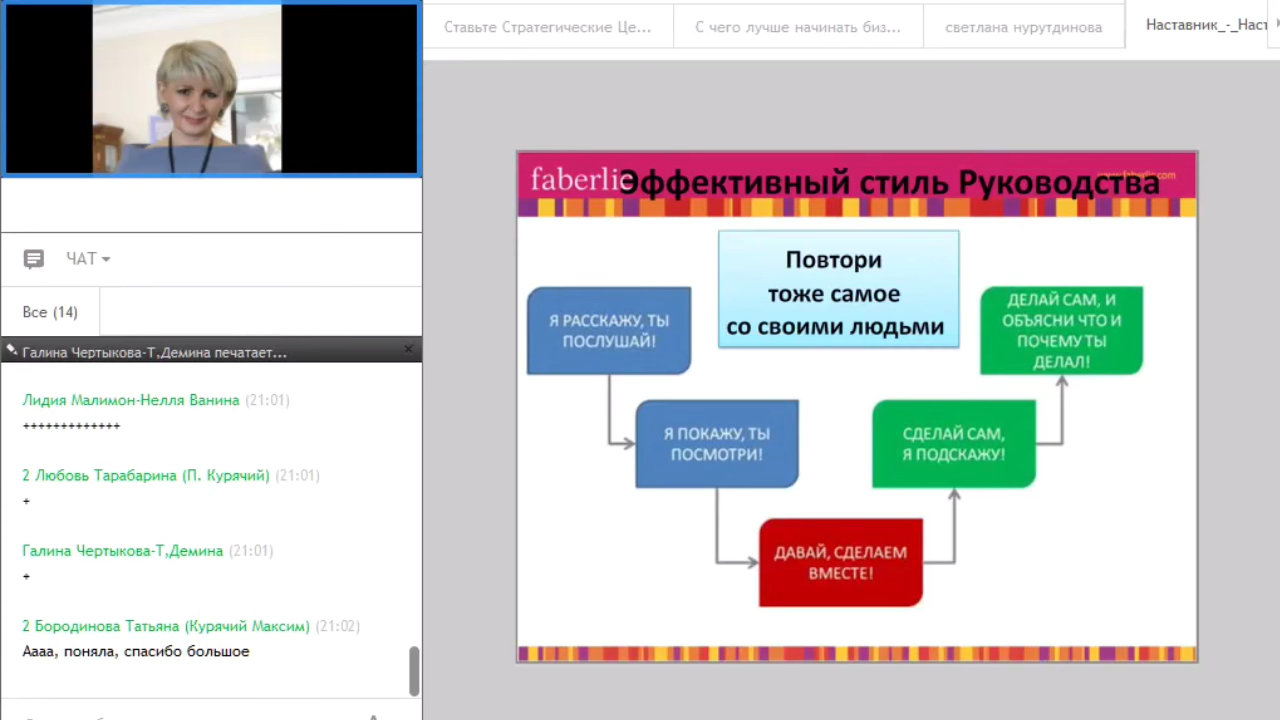 Ставьте Стратегические Це...
С чего лучше начинать биз...
светлана нурутдинова
Наставник_-_Наст
ЧАТ
Все (14)
Галина Чертыкова-Т,Демина печатает...
Лидия Малимон-Нелля Ванина (21:01)
+++++++++++++
2 Любовь Тарабарина (П. Курячий) (21:01)
+
Галина Чертыкова-Т,Демина (21:01)
+
2 Бородинова Татьяна (Курячий Максим) (21:02)
Аааа, поняла, спасибо большое
faberlic
www.faberlic.com
Эффективный стиль Руководства
Повтори
тоже самое
со своими людьми
Я РАССКАЖУ, ТЫ
ПОСЛУШАЙ!
Я ПОКАЖУ, ТЫ
ПОСМОТРИ!
ДАВАЙ, СДЕЛАЕМ
ВМЕСТЕ!
СДЕЛАЙ САМ,
Я ПОДСКАЖУ!
ДЕЛАЙ САМ, И
ОБЪЯСНИ ЧТО И
ПОЧЕМУ ТЫ
ДЕЛАЛ!